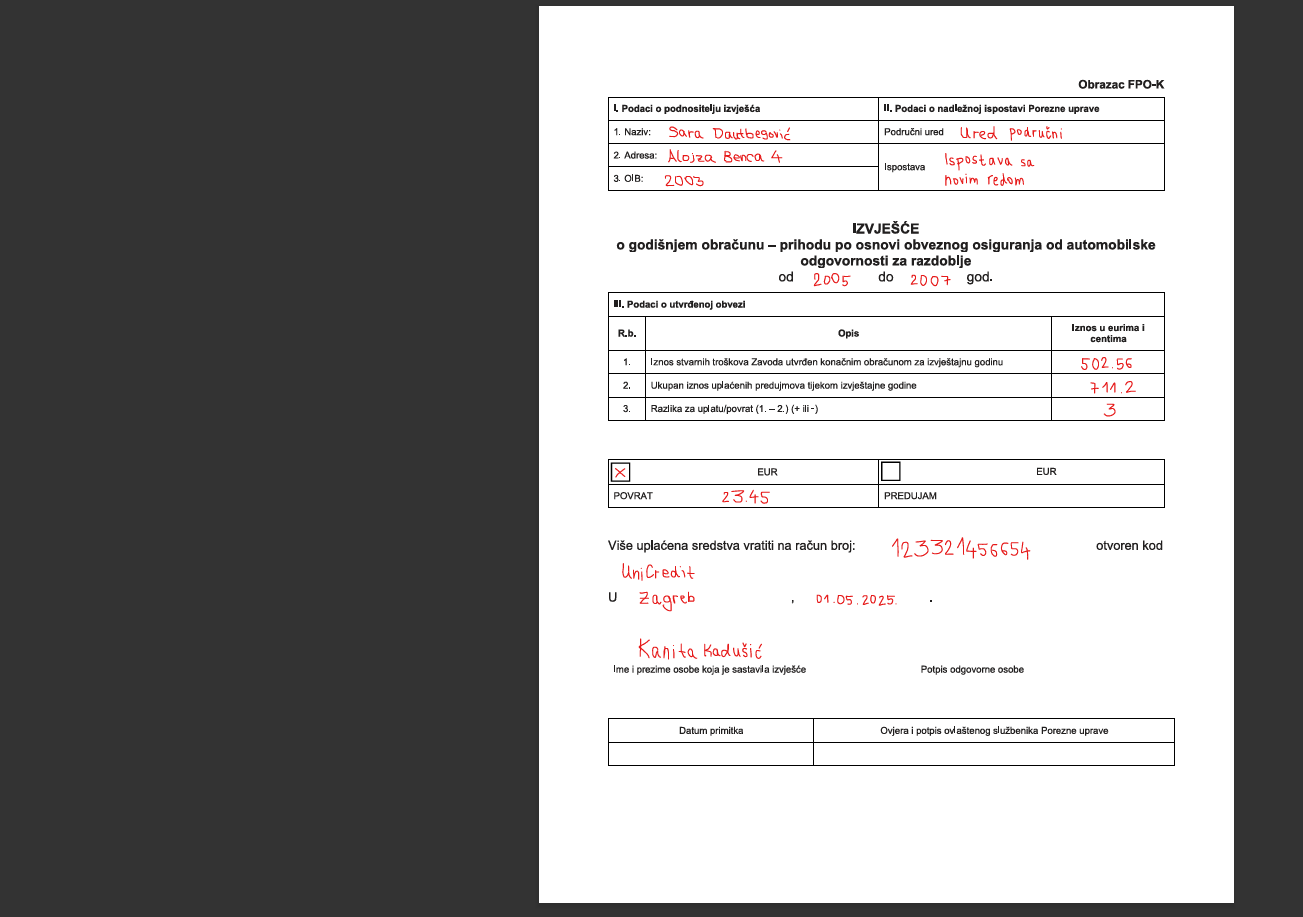 Obrazac FPO-K
I. Podaci o podnositelju izvješća
II. Podaci o nadležnoj ispostavi Porezne uprave
1. Naziv: Sara Dautbegović
Područni ured Ured područni
2. Adresa: Alojza Benca 4
Ispostava Ispostava sa
novim redom
3. OIB: 2003
IZVJEŠĆE
o godišnjem obračunu – prihodu po osnovi obveznog osiguranja od automobilske
odgovornosti za razdoblje
od 2005 do 2007 god.
III. Podaci o utvrđenoj obvezi
R.b. Opis Iznos u eurima i
centima
1. Iznos stvarnih troškova Zavoda utvrđen konačnim obračunom za izvještajnu godinu 502.56
2. Ukupan iznos uplaćenih predujmova tijekom izvještajne godine 711.2
3. Razlika za uplatu/povrat (1. – 2.) (+ ili -) 3
X EUR EUR
POVRAT 23.45 PREDUJAM
Više uplaćena sredstva vratiti na račun broj: 123321456654 otvoren kod
UniCredit
U Zagreb , 01.05.2025. .
Kanita Kadušić
Ime i prezime osobe koja je sastavila izvješće Potpis odgovorne osobe
Datum primitka Ovjera i potpis ovlaštenog službenika Porezne uprave